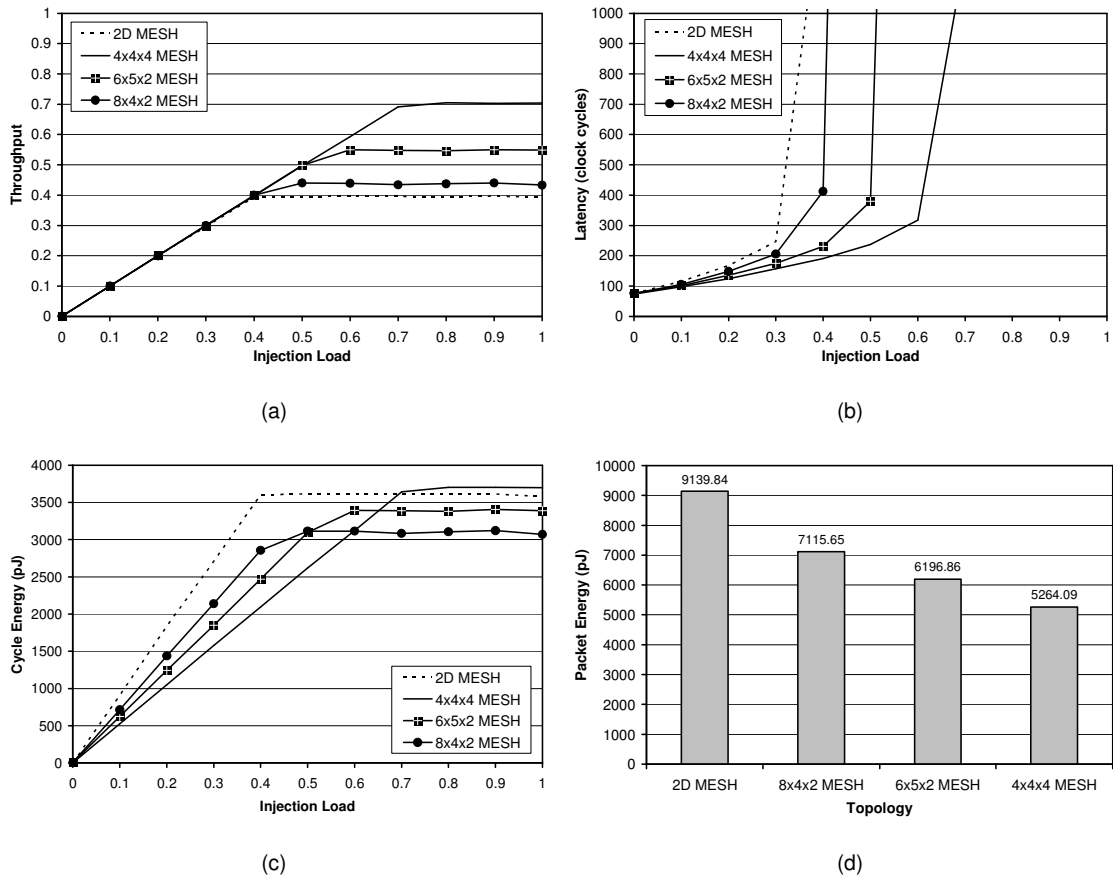 1
0.9
0.8
0.7
0.6
0.5
0.4
0.3
0.2
0.1
0
Throughput
2D MESH
4x4x4 MESH
6x5x2 MESH
8x4x2 MESH
0 0.1 0.2 0.3 0.4 0.5 0.6 0.7 0.8 0.9 1
Injection Load
(a)
1000
900
800
700
600
500
400
300
200
100
0
Latency (clock cycles)
2D MESH
4x4x4 MESH
6x5x2 MESH
8x4x2 MESH
0 0.1 0.2 0.3 0.4 0.5 0.6 0.7 0.8 0.9 1
Injection Load
(b)
4000
3500
3000
2500
2000
1500
1000
500
0
Cycle Energy (pJ)
2D MESH
4x4x4 MESH
6x5x2 MESH
8x4x2 MESH
0 0.1 0.2 0.3 0.4 0.5 0.6 0.7 0.8 0.9 1
Injection Load
(c)
10000
9000
8000
7000
6000
5000
4000
3000
2000
1000
0
Packet Energy (pJ)
9139.84
7115.65
6196.86
5264.09
2D MESH 8x4x2 MESH 6x5x2 MESH 4x4x4 MESH
Topology
(d)